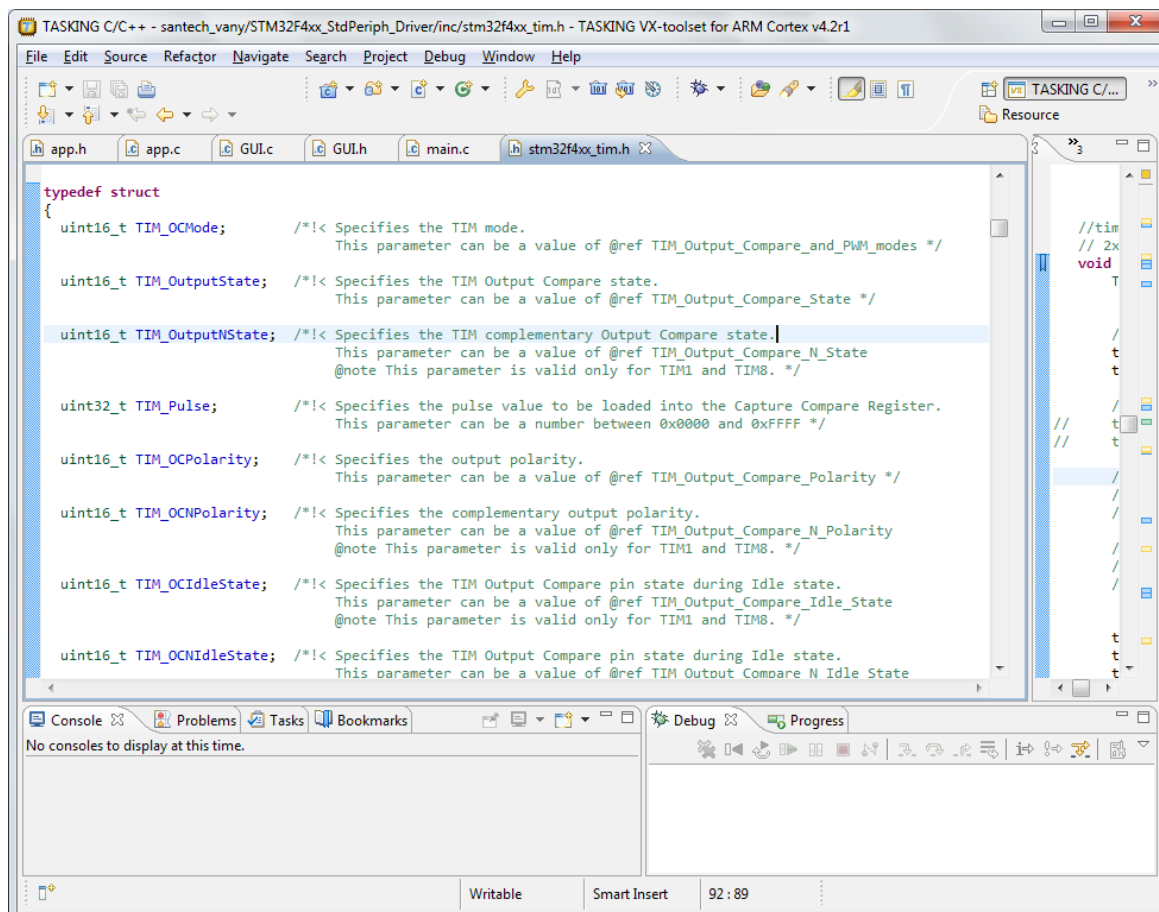 TASKING C/C++ - santech_vany/STM32F4xx_StdPeriph_Driver/inc/stm32f4xx_tim.h - TASKING VX-toolset for ARM Cortex v4.2r1
File Edit Source Refactor Navigate Search Project Debug Window Help
TASKING C/...
Resource
app.h app.c GUI.c GUI.h main.c stm32f4xx_tim.h
typedef struct
{
uint16_t TIM_OCMode; /*!< Specifies the TIM mode.
This parameter can be a value of @ref TIM_Output_Compare_and_PWM_modes */
uint16_t TIM_OutputState; /*!< Specifies the TIM Output Compare state.
This parameter can be a value of @ref TIM_Output_Compare_State */
uint16_t TIM_OutputNState; /*!< Specifies the TIM complementary Output Compare state.
This parameter can be a value of @ref TIM_Output_Compare_N_State
@note This parameter is valid only for TIM1 and TIM8. */
uint32_t TIM_Pulse; /*!< Specifies the pulse value to be loaded into the Capture Compare Register.
This parameter can be a number between 0x0000 and 0xFFFF */
uint16_t TIM_OCPolarity; /*!< Specifies the output polarity.
This parameter can be a value of @ref TIM_Output_Compare_Polarity */
uint16_t TIM_OCNPolarity; /*!< Specifies the complementary output polarity.
This parameter can be a value of @ref TIM_Output_Compare_N_Polarity
@note This parameter is valid only for TIM1 and TIM8. */
uint16_t TIM_OCIdleState; /*!< Specifies the TIM Output Compare pin state during Idle state.
This parameter can be a value of @ref TIM_Output_Compare_Idle_State
@note This parameter is valid only for TIM1 and TIM8. */
uint16_t TIM_OCNIdleState; /*!< Specifies the TIM Output Compare pin state during Idle state.
This parameter can be a value of @ref TIM_Output_Compare_N_Idle_State
3
//tim
// 2x
void
T
/
t
t
/
// t
// t
/
/
/
/
/
/
t
t
t
Console Problems Tasks Bookmarks
No consoles to display at this time.
Debug Progress
Writable Smart Insert 92 : 89